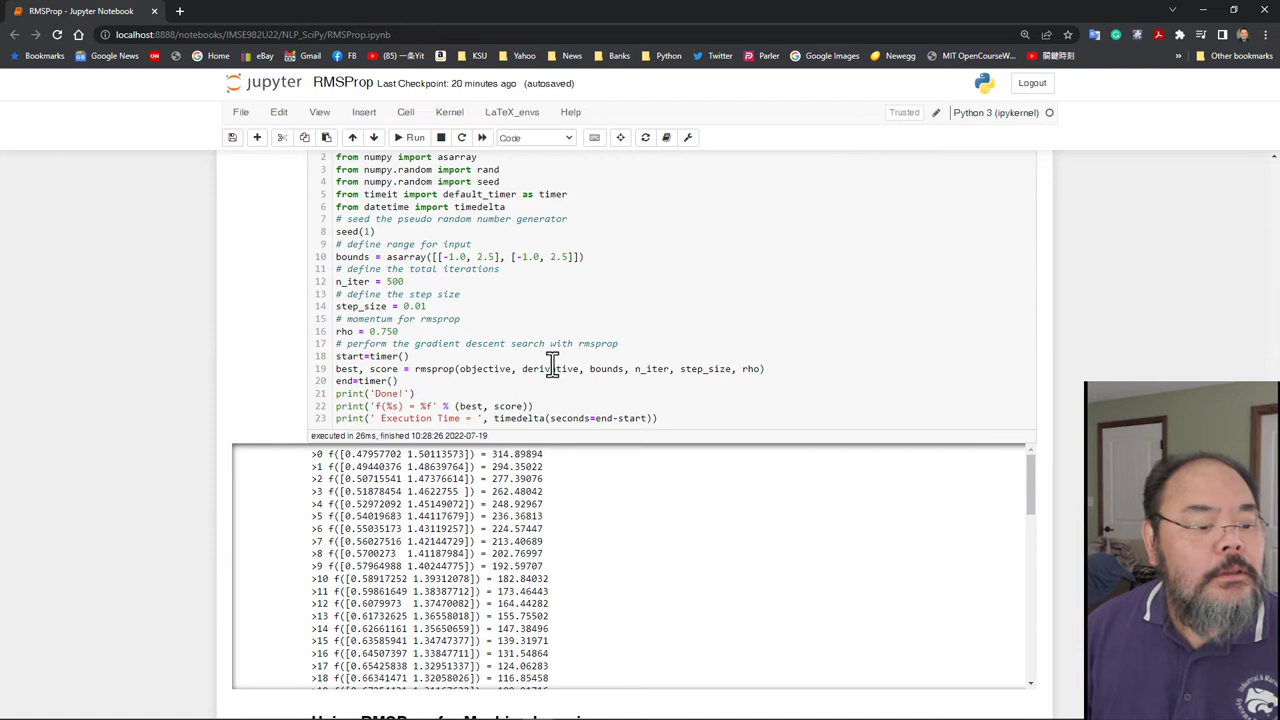 RMSProp - Jupyter Notebook
localhost:8888/notebooks/IMSE982U22/NLP_SciPy/RMSProp.ipynb
Bookmarks Google News Home Gmail FB 80 一条Yit KSU Yahoo News Banks Python Twitter Parler Google Images Newegg MIT OpenCourseW... 關鍵時刻 Other bookmarks
jupyter RMSProp Last Checkpoint: 20 minutes ago (autosaved) Logout
File Edit View Insert Cell Kernel LaTeX_envs Help Trusted Python 3 (ipykernel)
Run Code
2 from numpy import asarray
3 from numpy.random import rand
4 from numpy.random import seed
5 from timeit import default_timer as timer
6 from datetime import timedelta
7 # seed the pseudo random number generator
8 seed(1)
9 # define range for input
10 bounds = asarray([[-1.0, 2.5], [-1.0, 2.5]])
11 # define the total iterations
12 n_iter = 500
13 # define the step size
14 step_size = 0.01
15 # momentum for rmsprop
16 rho = 0.750
17 # perform the gradient descent search with rmsprop
18 start=timer()
19 best, score = rmsprop(objective, derivative, bounds, n_iter, step_size, rho)
20 end=timer()
21 print('Done!')
22 print('f(%s) = %f' % (best, score))
23 print(' Execution Time = ', timedelta(seconds=end-start))
executed in 26ms, finished 10:28:26 2022-07-19
>0 f([0.47957702 1.50113573]) = 314.89894
>1 f([0.49440376 1.48639764]) = 294.35022
>2 f([0.50715541 1.47376614]) = 277.39076
>3 f([0.51878454 1.4622755 ]) = 262.48042
>4 f([0.52972092 1.45149072]) = 248.92967
>5 f([0.54019683 1.44117679]) = 236.36813
>6 f([0.55035173 1.43119257]) = 224.57447
>7 f([0.56027516 1.42144729]) = 213.40689
>8 f([0.5700273 1.41187984]) = 202.76997
>9 f([0.57964988 1.40244775]) = 192.59707
>10 f([0.58917252 1.39312078]) = 182.84032
>11 f([0.59861649 1.38387712]) = 173.46443
>12 f([0.6079973 1.37470082]) = 164.44282
>13 f([0.61732625 1.36558018]) = 155.75502
>14 f([0.62661161 1.35650659]) = 147.38496
>15 f([0.63585941 1.34747377]) = 139.31971
>16 f([0.64507454 1.33847711]) = 131.54864
>17 f([0.65425838 1.32951337]) = 124.06283
>18 f([0.66341471 1.32058026]) = 116.85458